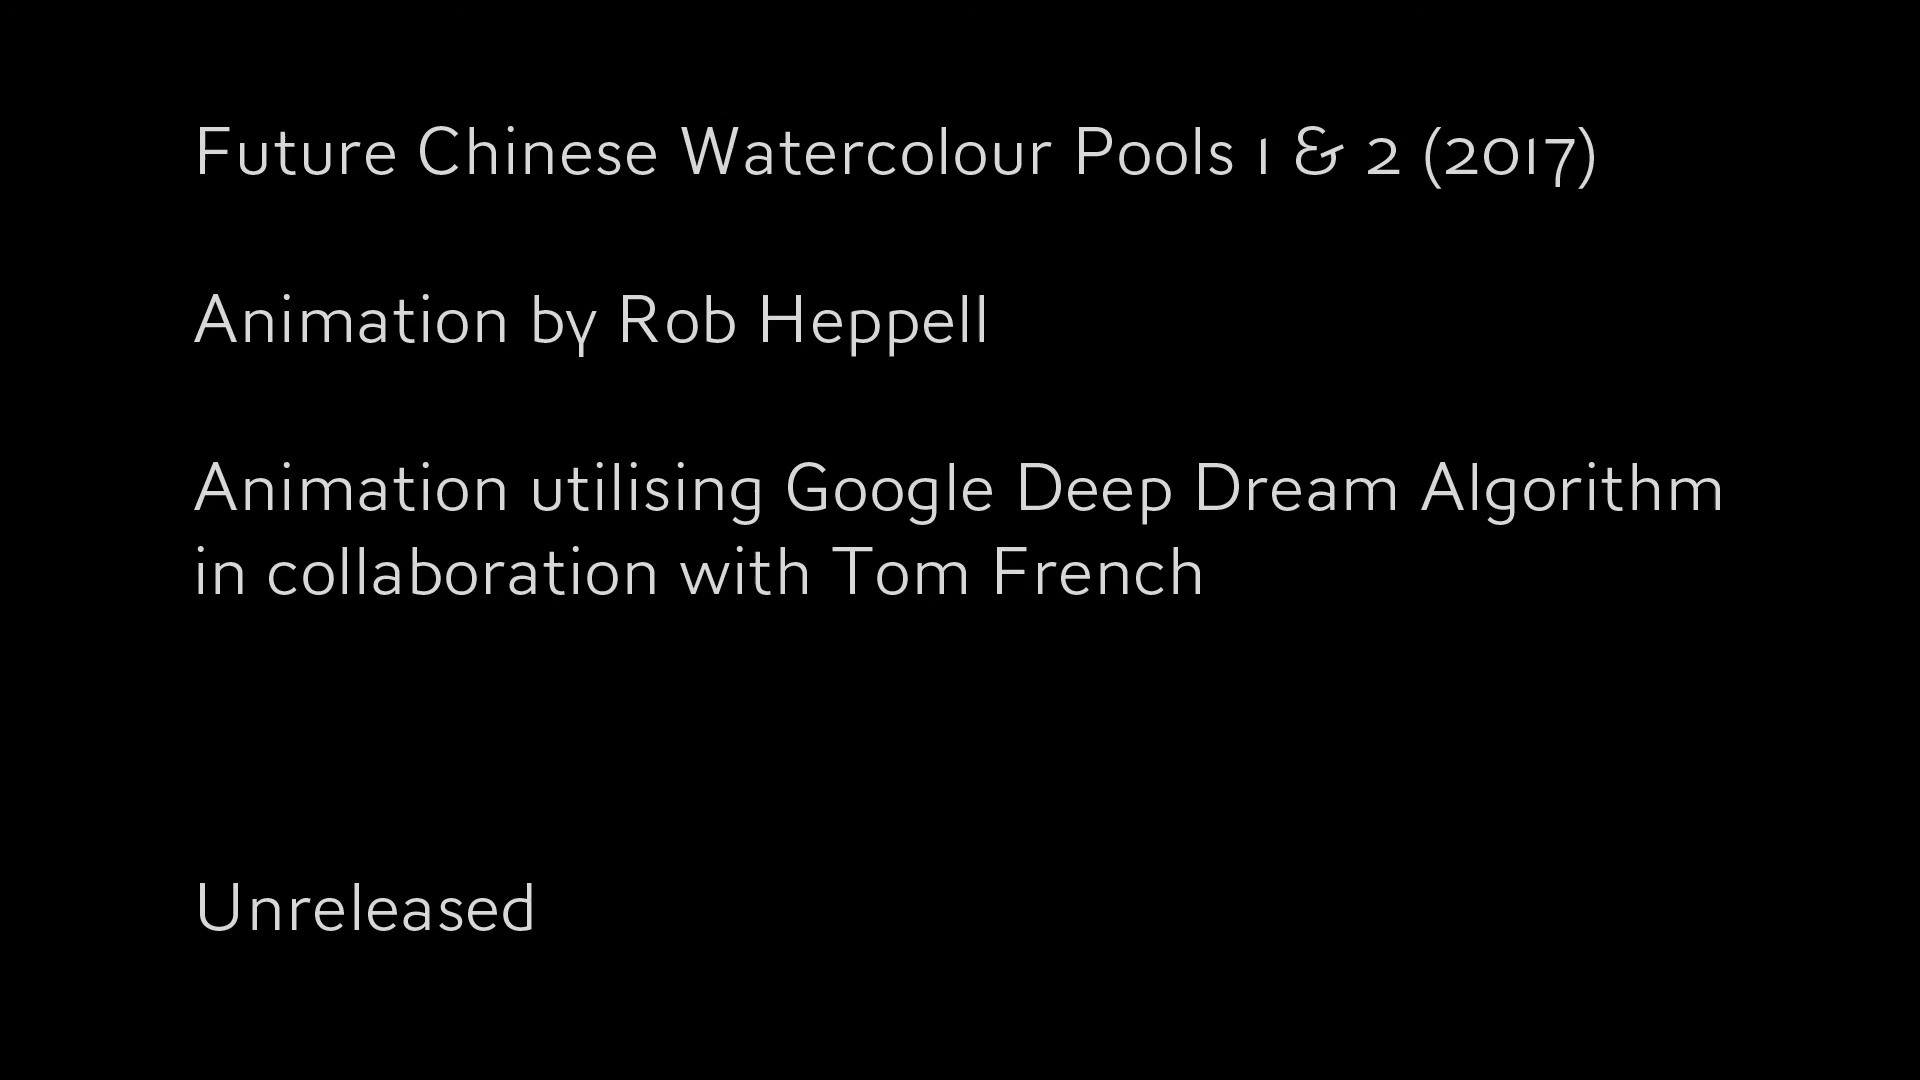 Future Chinese Watercolour Pools 1 & 2 (2017)
Animation by Rob Heppell
Animation utilising Google Deep Dream Algorithm
in collaboration with Tom French
Unreleased